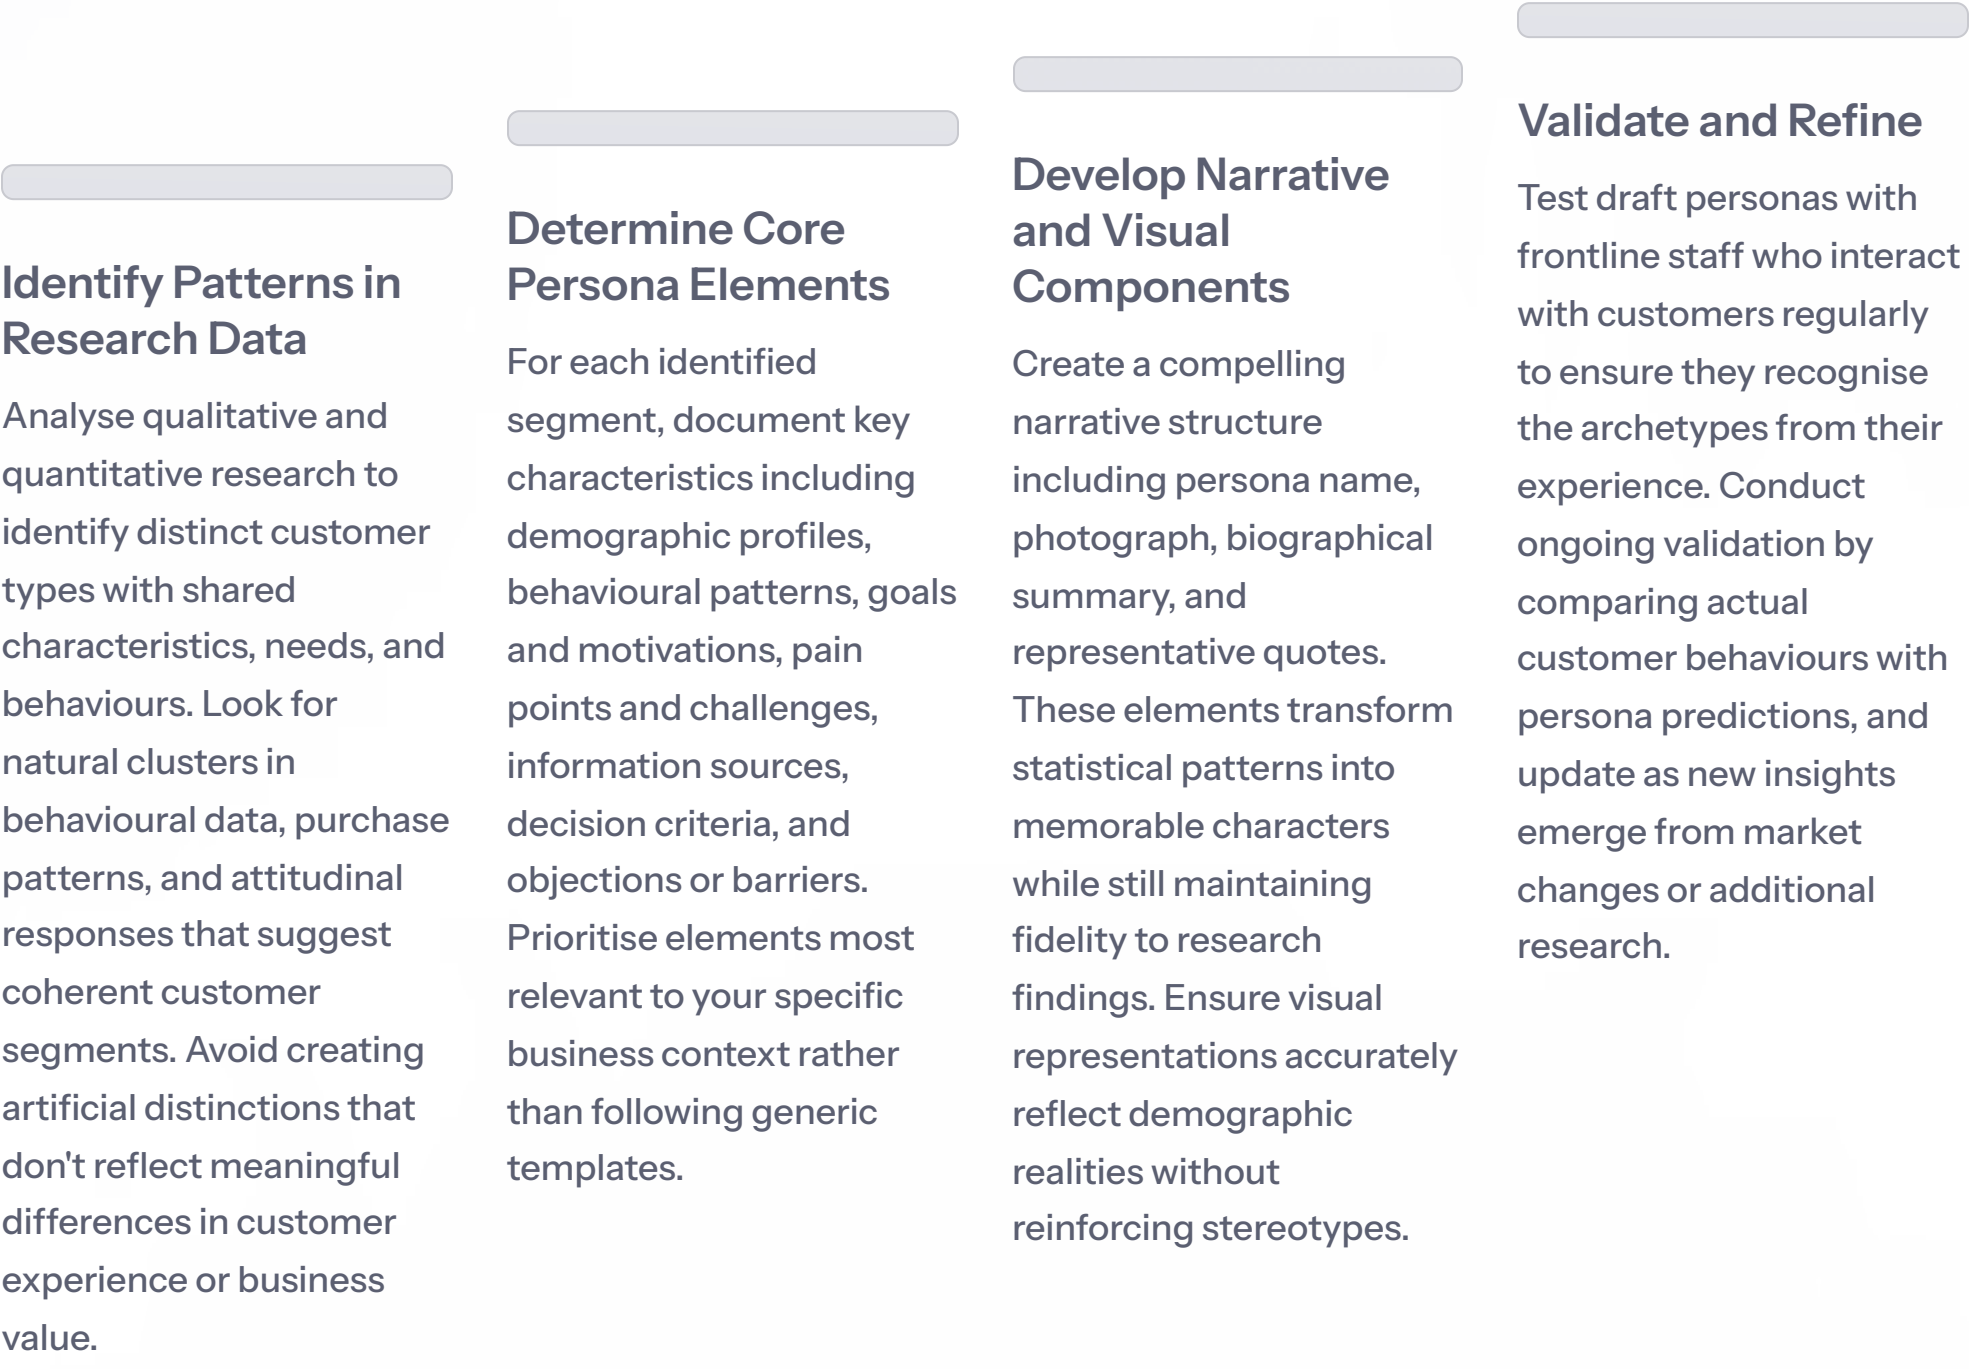 Identify Patterns in
Research Data
Analyse qualitative and
quantitative research to
identify distinct customer
types with shared
characteristics, needs, and
behaviours. Look for
natural clusters in
behavioural data, purchase
patterns, and attitudinal
responses that suggest
coherent customer
segments. Avoid creating
artificial distinctions that
don't reflect meaningful
differences in customer
experience or business
value.
Determine Core
Persona Elements
For each identified
segment, document key
characteristics including
demographic profiles,
behavioural patterns, goals
and motivations, pain
points and challenges,
information sources,
decision criteria, and
objections or barriers.
Prioritise elements most
relevant to your specific
business context rather
than following generic
templates.
Develop Narrative
and Visual
Components
Create a compelling
narrative structure
including persona name,
photograph, biographical
summary, and
representative quotes.
These elements transform
statistical patterns into
memorable characters
while still maintaining
fidelity to research
findings. Ensure visual
representations accurately
reflect demographic
realities without
reinforcing stereotypes.
Validate and Refine
Test draft personas with
frontline staff who interact
with customers regularly
to ensure they recognise
the archetypes from their
experience. Conduct
ongoing validation by
comparing actual
customer behaviours with
persona predictions, and
update as new insights
emerge from market
changes or additional
research.